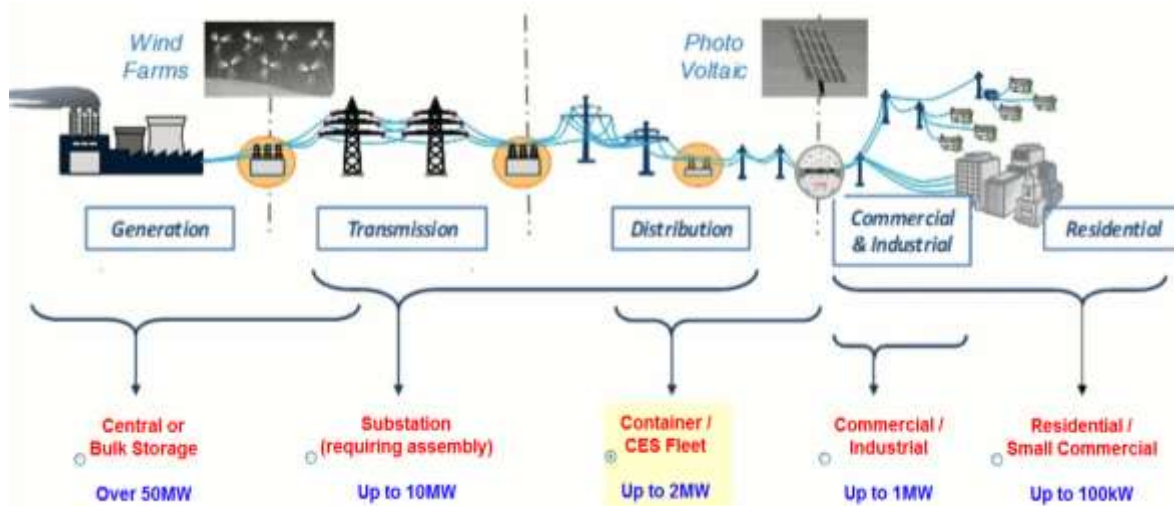 Wind
Farms
Photo
Voltaic
Generation
Transmission
Distribution
Commercial
& Industrial
Residential
Central or
Bulk Storage
Over 50MW
Substation
(requiring assembly)
Up to 10MW
Container /
CES Fleet
Up to 2MW
Commercial /
Industrial
Up to 1MW
Residential /
Small Commercial
Up to 100kW